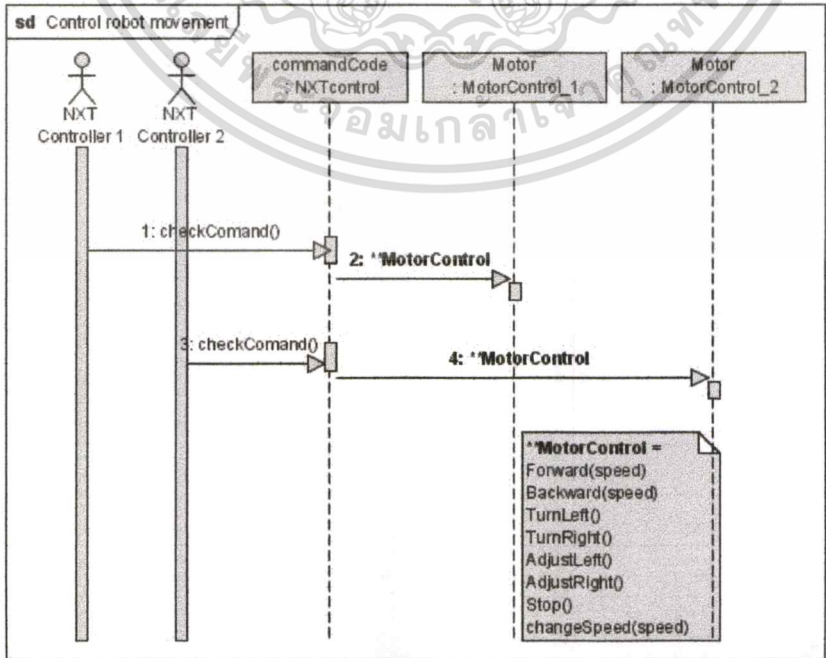 sd Control robot movement
NXT
Controller 1
NXT
Controller 2
commandCode
: NXTcontrol
Motor
: MotorControl_1
Motor
: MotorControl_2
1: checkComand()
2: **MotorControl
3: checkComand()
4: **MotorControl
**MotorControl =
Forward(speed)
Backward(speed)
TurnLeft()
TurnRight()
AdjustLeft()
AdjustRight()
Stop()
changeSpeed(speed)